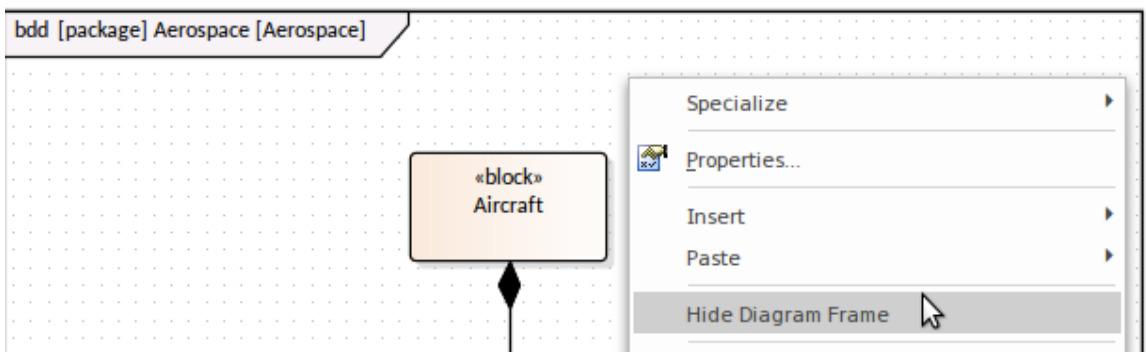 bdd [package] Aerospace [Aerospace]
«block»
Aircraft
Specialize
Properties...
Insert
Paste
Hide Diagram Frame